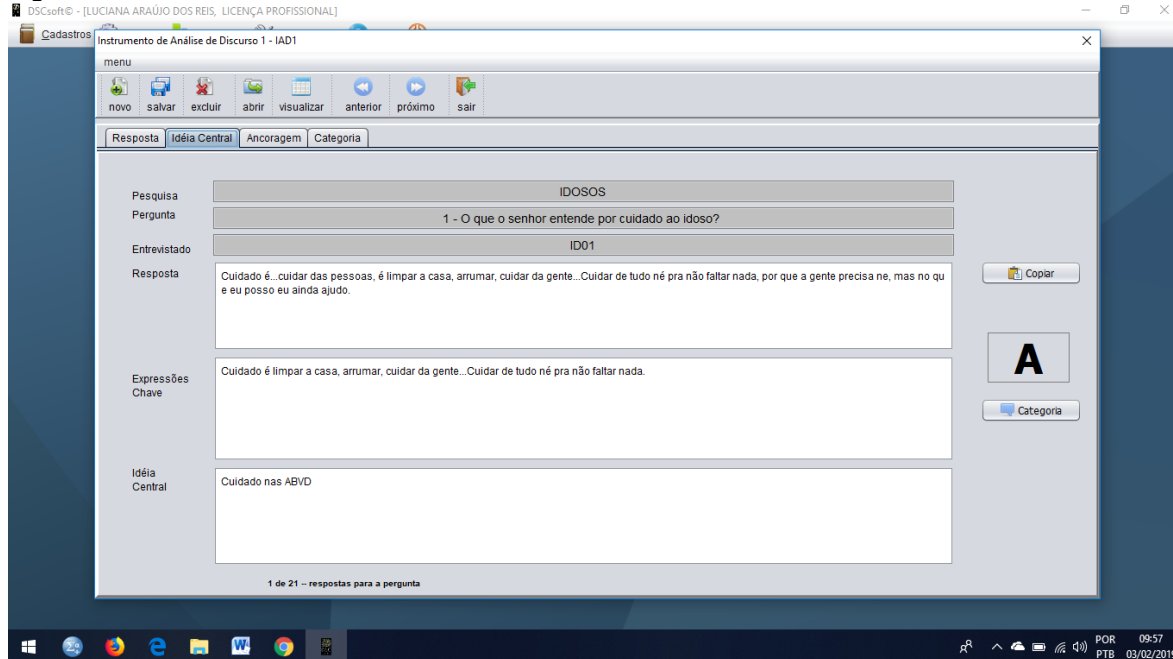 DSCsoft© - [LUCIANA ARAÚJO DOS REIS, LICENÇA PROFISSIONAL]
Cadastros
Instrumento de Análise de Discurso 1 - IAD1
menu
novo salvar excluir abrir visualizar anterior próximo sair
Resposta Idéia Central Ancoragem Categoria
Pesquisa IDOSOS
Pergunta 1 - O que o senhor entende por cuidado ao idoso?
Entrevistado ID01
Resposta
Cuidado é...cuidar das pessoas, é limpar a casa, arrumar, cuidar da gente...Cuidar de tudo né pra não faltar nada, por que a gente precisa ne, mas no qu
e eu posso eu ainda ajudo.
Copiar
A
Categoria
Expressões
Chave
Cuidado é limpar a casa, arrumar, cuidar da gente...Cuidar de tudo né pra não faltar nada.
Idéia
Central
Cuidado nas ABVD
1 de 21 -- respostas para a pergunta
POR 09:57
PTB